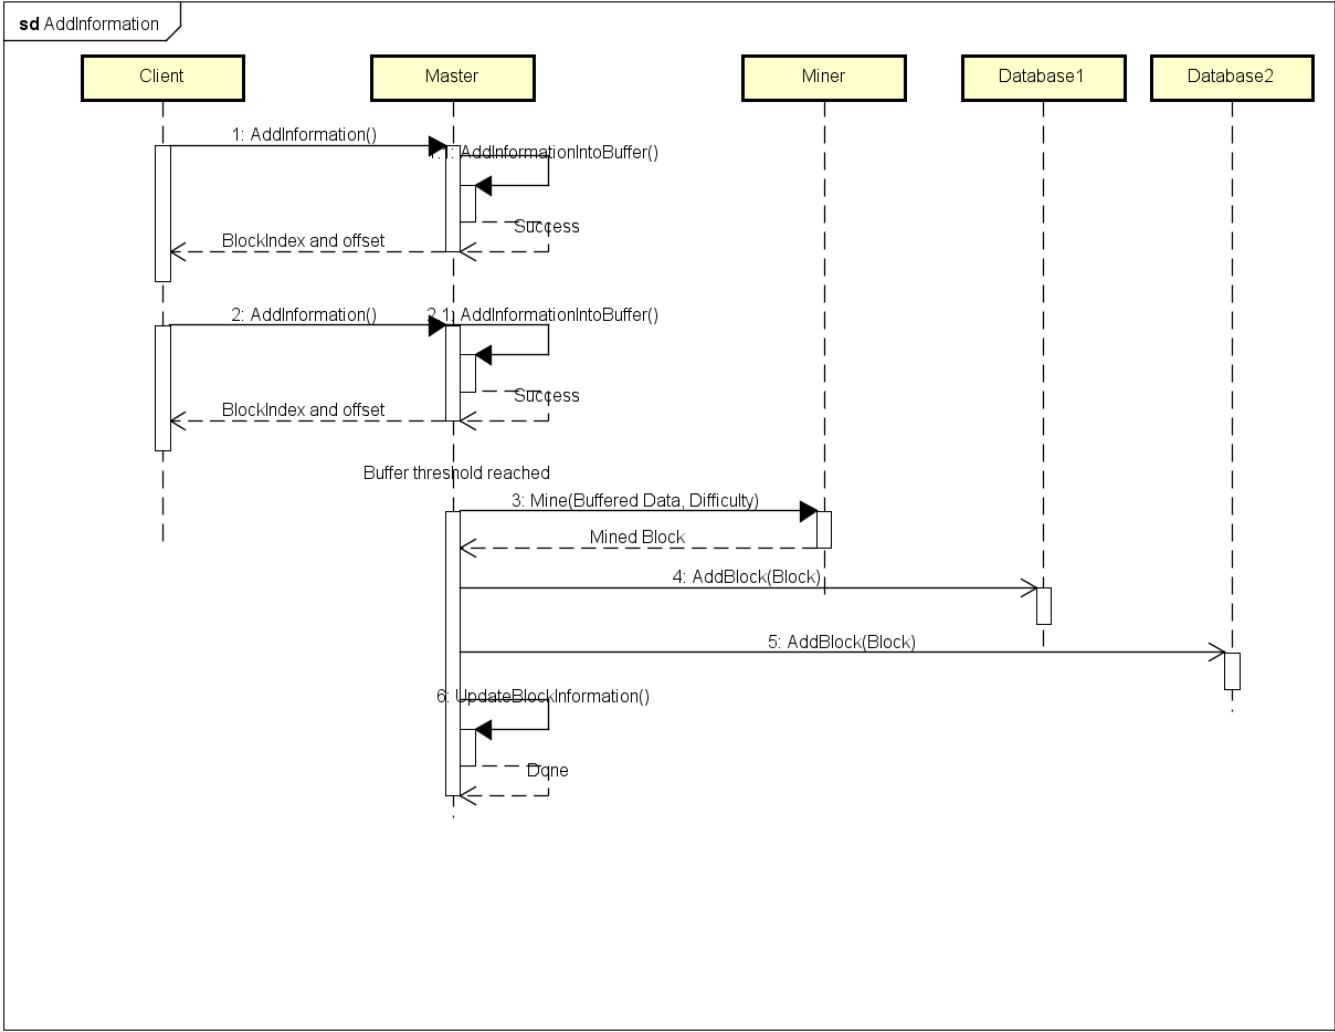 sd AddInformation
Client
Master
Miner
Database1
Database2
1: AddInformation()
1.1: AddInformationIntoBuffer()
Success
BlockIndex and offset
2: AddInformation()
2.1: AddInformationIntoBuffer()
Success
BlockIndex and offset
Buffer threshold reached
3: Mine(Buffered Data, Difficulty)
Mined Block
4: AddBlock(Block)
5: AddBlock(Block)
6: UpdateBlockInformation()
Done